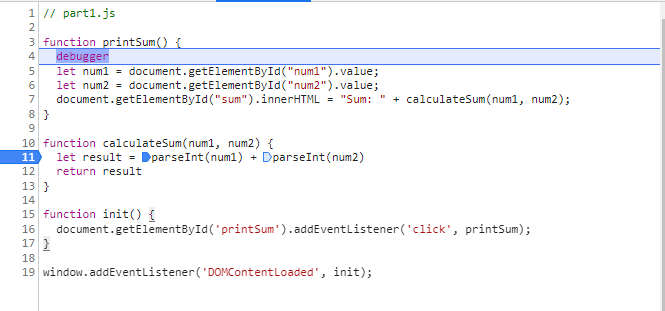 1 // part1.js
2
3 function printSum() {
4   debugger
5   let num1 = document.getElementById("num1").value;
6   let num2 = document.getElementById("num2").value;
7   document.getElementById("sum").innerHTML = "Sum: " + calculateSum(num1, num2);
8 }
9
10 function calculateSum(num1, num2) {
11   let result = parseInt(num1) + parseInt(num2)
12   return result
13 }
14
15 function init() {
16   document.getElementById('printSum').addEventListener('click', printSum);
17 }
18
19 window.addEventListener('DOMContentLoaded', init);